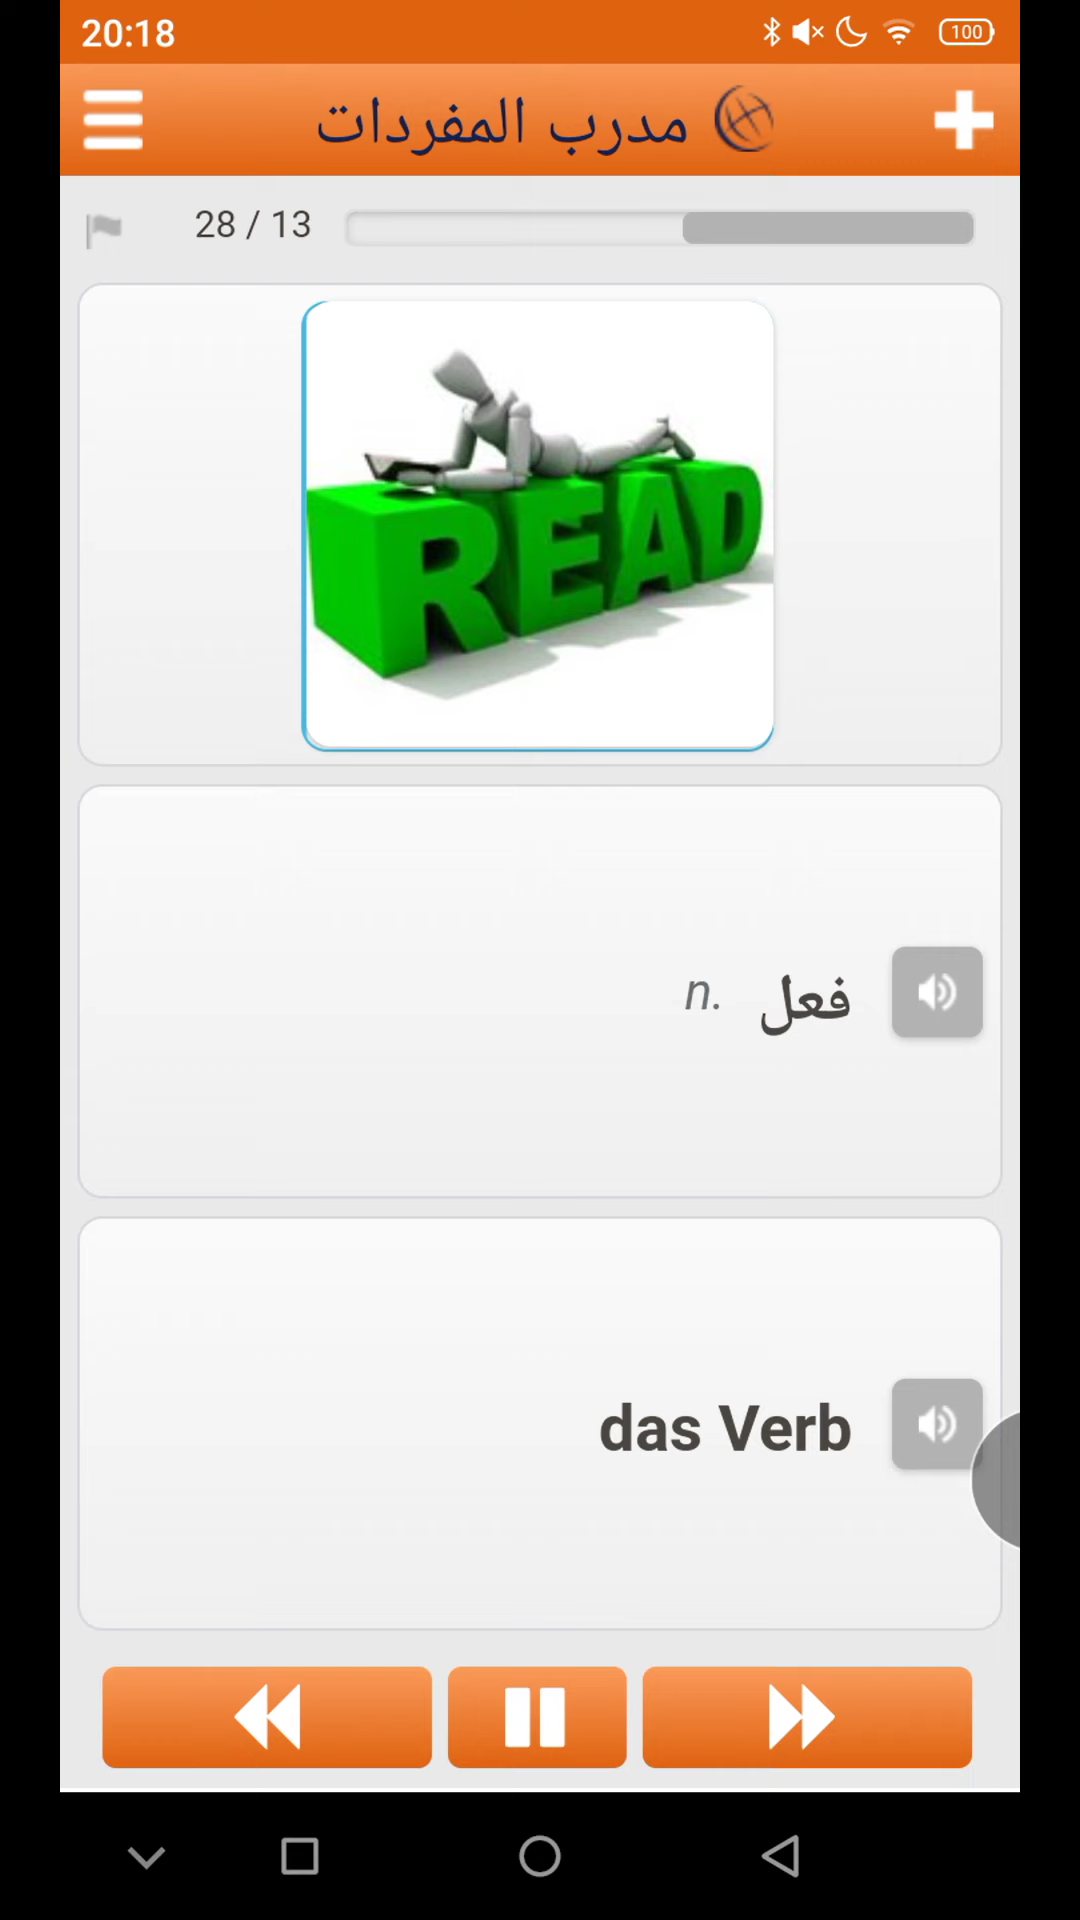 20:18
100
مدرب المفردات
28 / 13
READ
فعل n.
das Verb